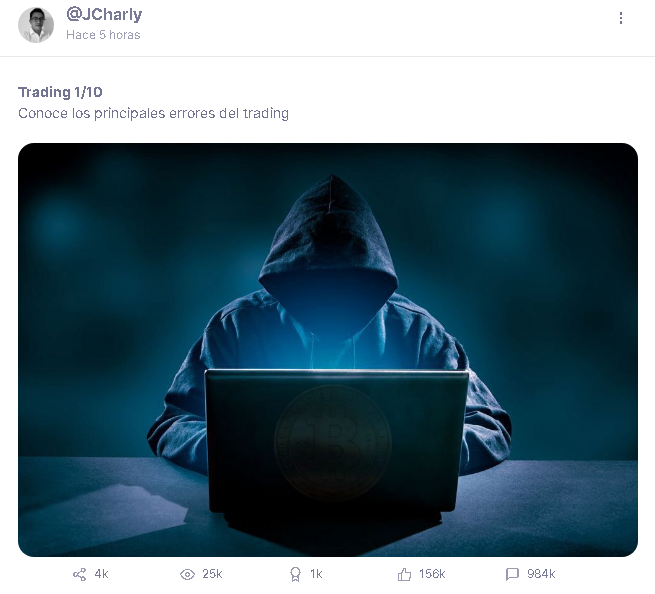 @JCharly
Hace 5 horas
Trading 1/10
Conoce los principales errores del trading
4k
25k
1k
156k
984k